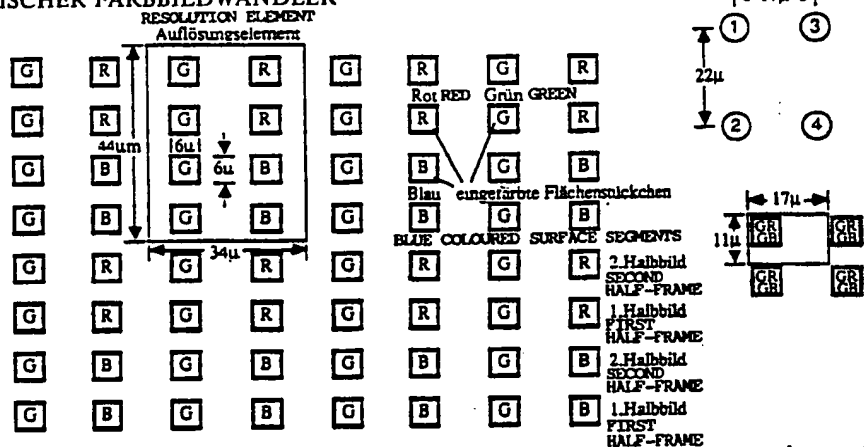 ISCHER FARBBILDWANDLER
RESOLUTION ELEMENT
Auflösungselement
1 3
22μ
2 4
G R G R G R G R
Rot RED Grün GREEN
G R G R G R G R
44um 16μ1 6μ
G B G B G B G B
Blau eingefärbte Flächenstückchen
G B G B G B G B
BLUE COLOURED SURFACE SEGMENTS
34μ
17μ
11μ
GR GR
GB GB
GR GR
GB GB
G R G R G R G R 2.Halbbild
SECOND
HALF-FRAME
G R G R G R G R 1.Halbbild
FIRST
HALF-FRAME
G B G B G B G B 2.Halbbild
SECOND
HALF-FRAME
G B G B G B G B 1.Halbbild
FIRST
HALF-FRAME